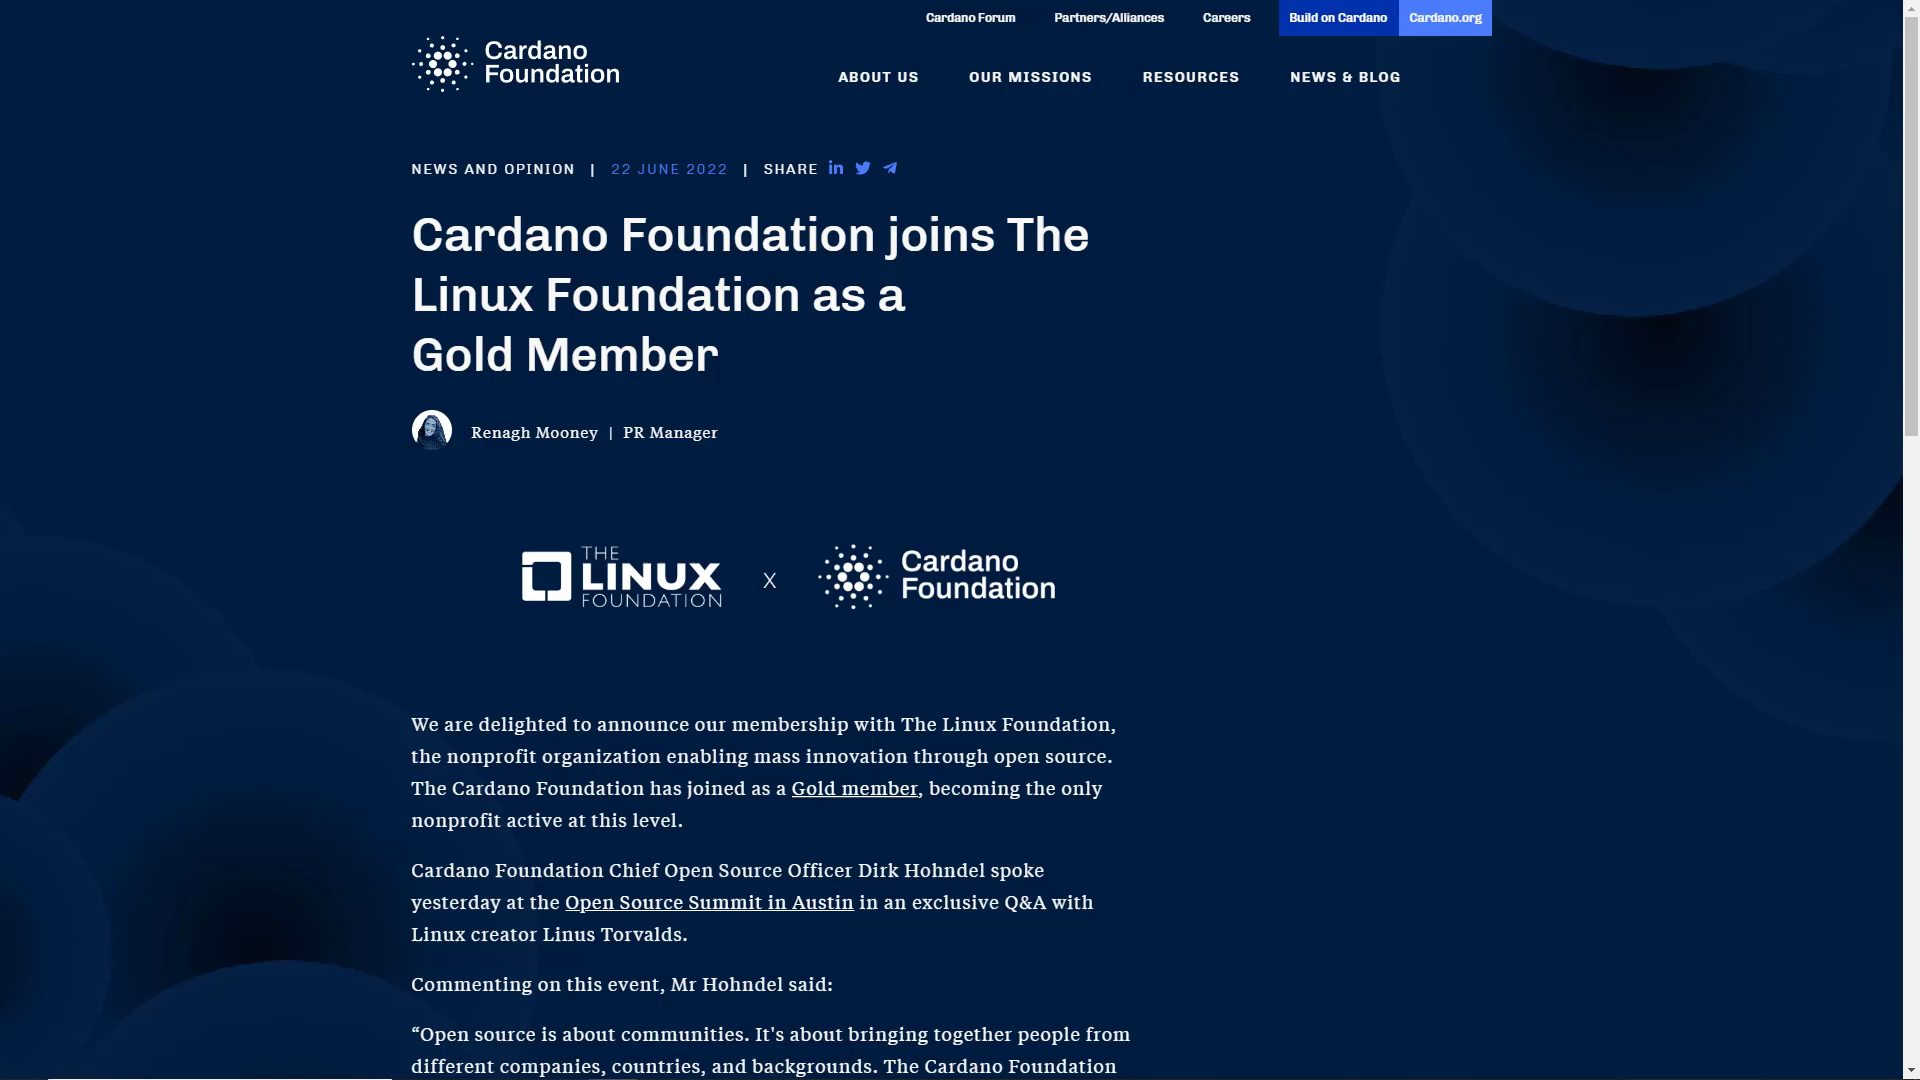 Cardano Forum Partners/Alliances Careers Build on Cardano Cardano.org
Cardano
Foundation
ABOUT US OUR MISSIONS RESOURCES NEWS & BLOG
NEWS AND OPINION | 22 JUNE 2022 | SHARE
Cardano Foundation joins The
Linux Foundation as a
Gold Member
Renagh Mooney | PR Manager
THE
LINUX
FOUNDATION
X
Cardano
Foundation
We are delighted to announce our membership with The Linux Foundation,
the nonprofit organization enabling mass innovation through open source.
The Cardano Foundation has joined as a Gold member, becoming the only
nonprofit active at this level.
Cardano Foundation Chief Open Source Officer Dirk Hohndel spoke
yesterday at the Open Source Summit in Austin in an exclusive Q&A with
Linux creator Linus Torvalds.
Commenting on this event, Mr Hohndel said:
“Open source is about communities. It's about bringing together people from
different companies, countries, and backgrounds. The Cardano Foundation